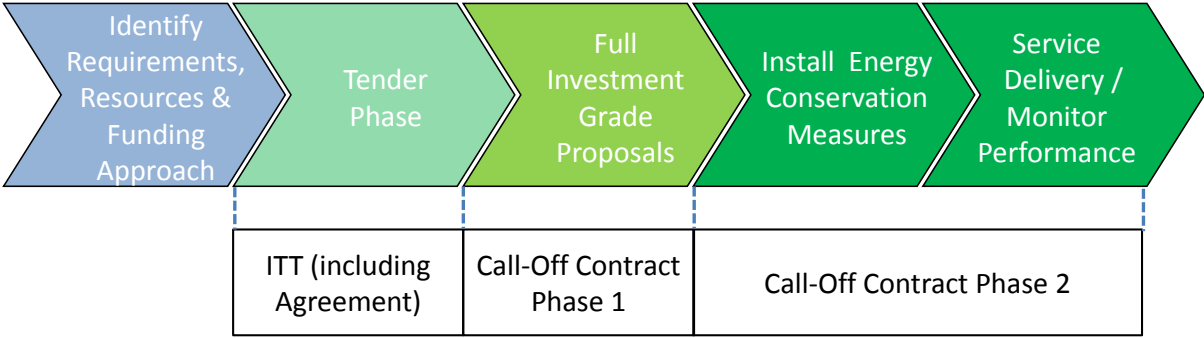 Identify
Requirements,
Resources &
Funding
Approach
Tender
Phase
Full
Investment
Grade
Proposals
Install Energy
Conservation
Measures
Service
Delivery /
Monitor
Performance
ITT (including
Agreement)
Call-Off Contract
Phase 1
Call-Off Contract Phase 2